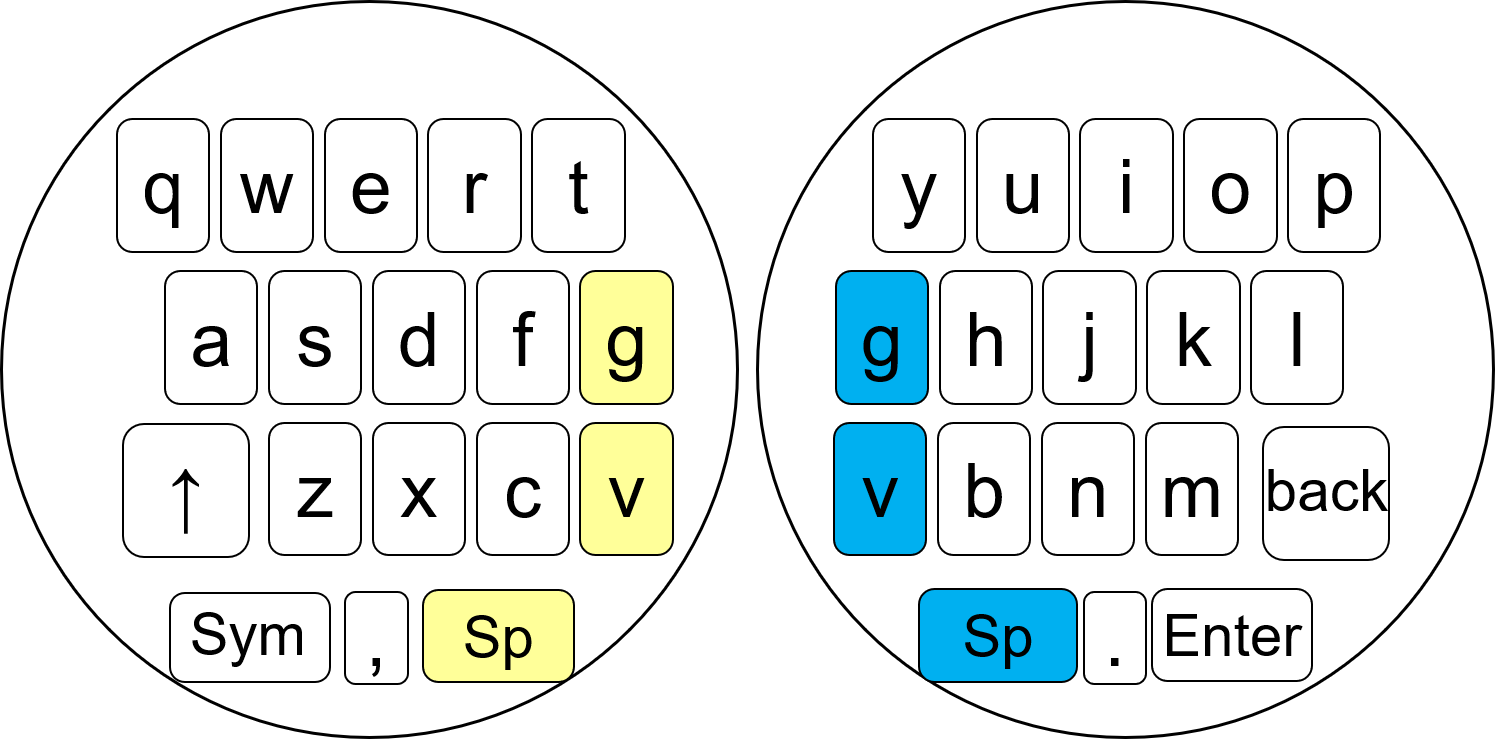 q w e r t
a s d f g
↑ z x c v
Sym , Sp
y u i o p
g h j k l
v b n m back
Sp . Enter